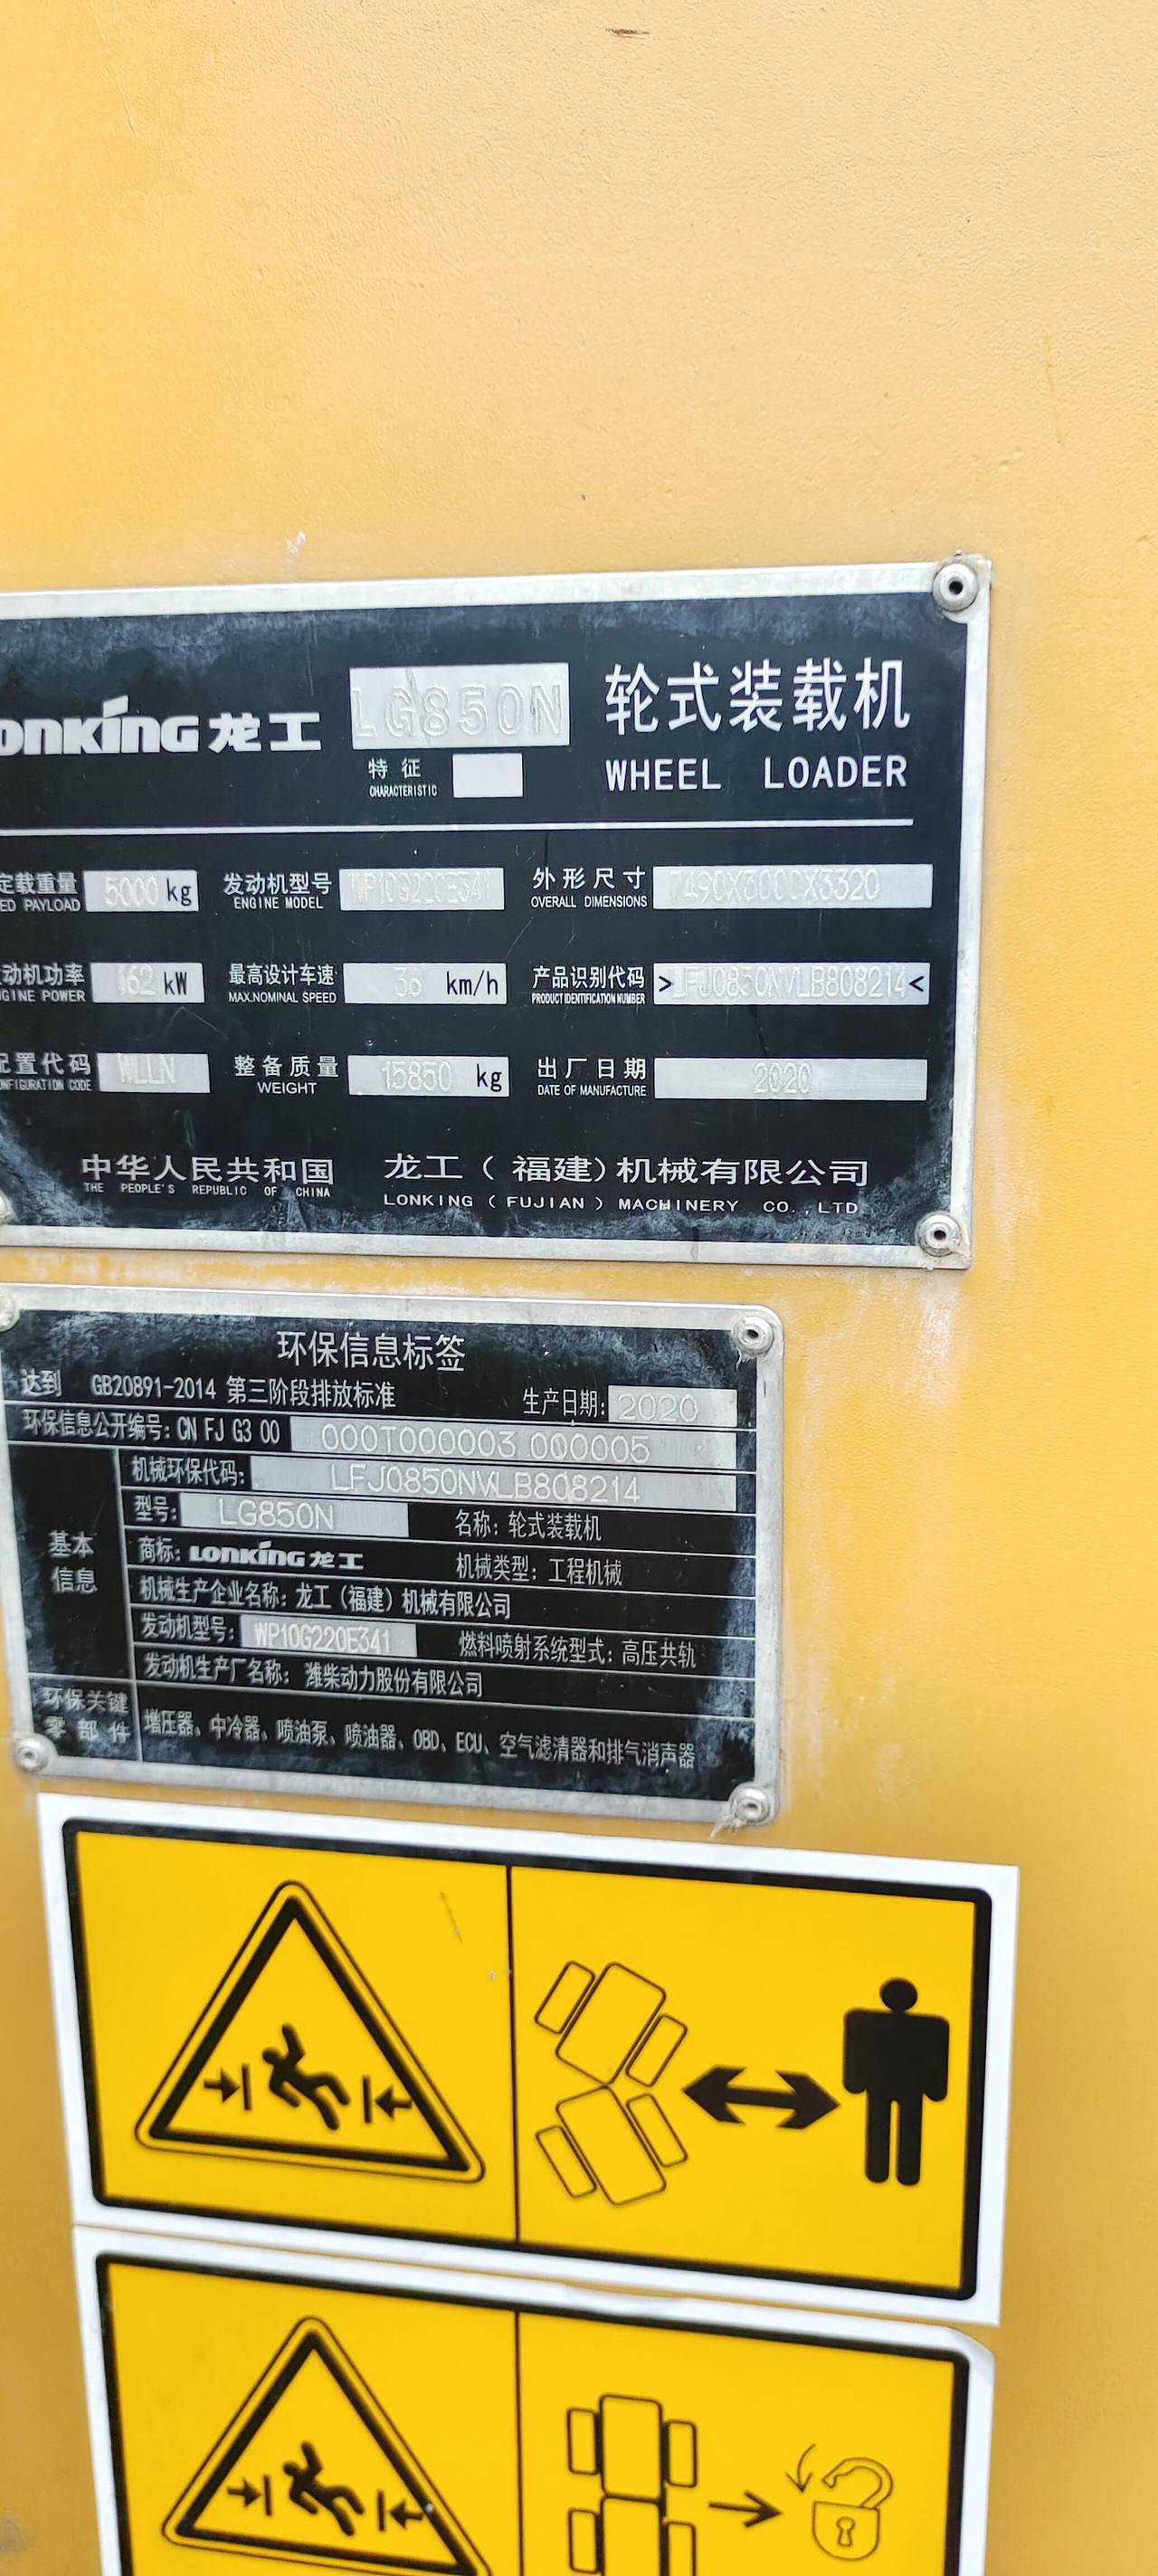 LONKING 龙工 LG850N 轮式装载机
特征
CHARACTERISTIC
WHEEL LOADER
定载重量 5000 kg 发动机型号 WP10G220E341 外形尺寸 7490X3000X3320
ED PAYLOAD ENGINE MODEL OVERALL DIMENSIONS
动机功率 162 kW 最高设计车速 km/h 产品识别代码 >LFJ0850NVLB808214<
GINE POWER MAX.NOMINAL SPEED PRODUCT IDENTIFICATION NUMBER
配置代码 WLLN 整备质量 15850 kg 出厂日期 2020
ONFIGURATION CODE WEIGHT DATE OF MANUFACTURE
中华人民共和国 龙工(福建)机械有限公司
THE PEOPLE'S REPUBLIC OF CHINA LONKING (FUJIAN) MACHINERY CO.,LTD
环保信息标签
达到 GB20891-2014 第三阶段排放标准 生产日期: 2020
环保信息公开编号: CN FJ G3 00 000T000003 000005
机械环保代码: LFJ0850NVLB808214
型号: LG850N 名称: 轮式装载机
基本
信息
商标: LONKING 龙工 机械类型: 工程机械
机械生产企业名称: 龙工(福建)机械有限公司
发动机型号: WP10G220E341 燃料喷射系统型式: 高压共轨
发动机生产厂名称: 潍柴动力股份有限公司
环保关键
零部件
增压器、中冷器、喷油泵、喷油器、OBD、ECU、空气滤清器和排气消声器